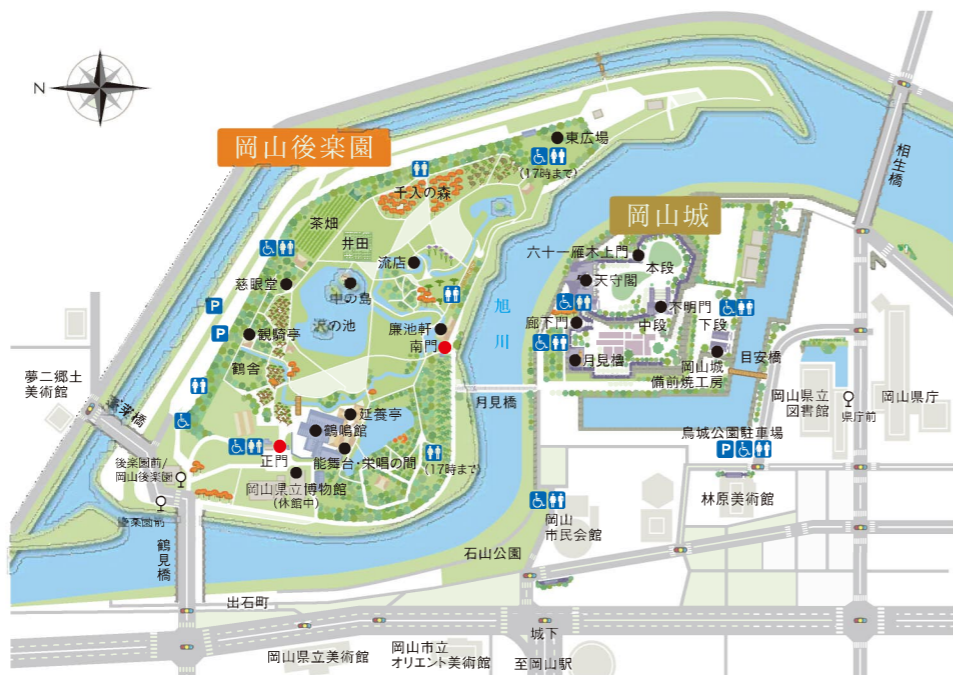 N
岡山後楽園
東広場
(17時まで)
千入の森
茶畑
井田
流店
慈眼堂
中の島
沢の池
P
P
観騎亭
廉池軒
南門
鶴舎
夢二郷土
美術館
蓬莱橋
延養亭
鶴鳴館
正門
能舞台・栄唱の間
(17時まで)
後楽園前/
岡山後楽園
岡山県立博物館
(休館中)
後楽園前
鶴見橋
旭川
月見橋
岡山城
六十一雁木上門
本段
天守閣
不明門
廊下門
中段
下段
月見櫓
岡山城
備前焼工房
目安橋
相生橋
岡山県立
図書館
県庁前
岡山県庁
烏城公園駐車場
P
林原美術館
岡山
市民会館
石山公園
出石町
城下
岡山県立美術館
岡山市立
オリエント美術館
至岡山駅